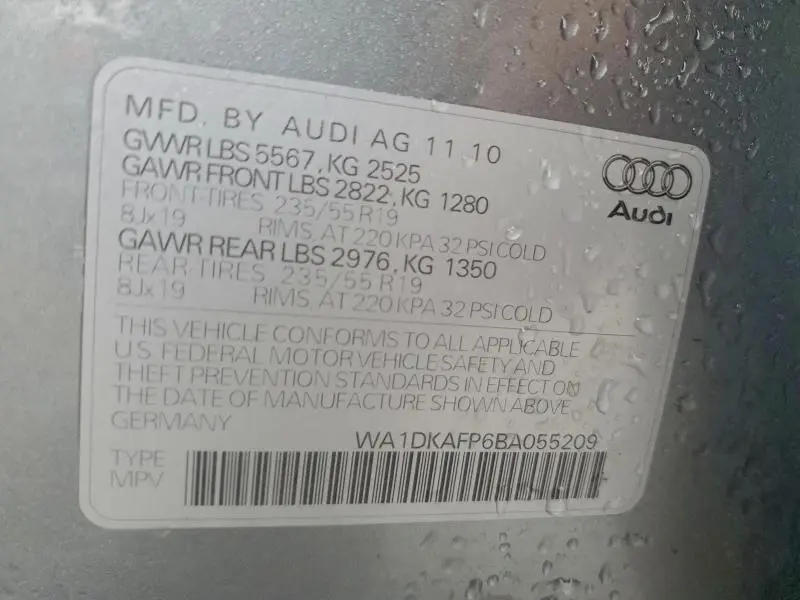 MFD. BY AUDI AG 11 10
GVWR LBS 5567, KG 2525
GAWR FRONT LBS 2822, KG 1280
FRONT-TIRES 235/55 R19
8Jx19 RIMS, AT 220 KPA 32 PSI COLD
GAWR REAR LBS 2976, KG 1350
REAR-TIRES 235/55 R19
8Jx19 RIMS, AT 220 KPA 32 PSI COLD
THIS VEHICLE CONFORMS TO ALL APPLICABLE
U.S. FEDERAL MOTOR VEHICLE SAFETY AND
THEFT PREVENTION STANDARDS IN EFFECT ON
THE DATE OF MANUFACTURE SHOWN ABOVE
GERMANY
WA1DKAFP6BA055209
TYPE
MPV
Audi